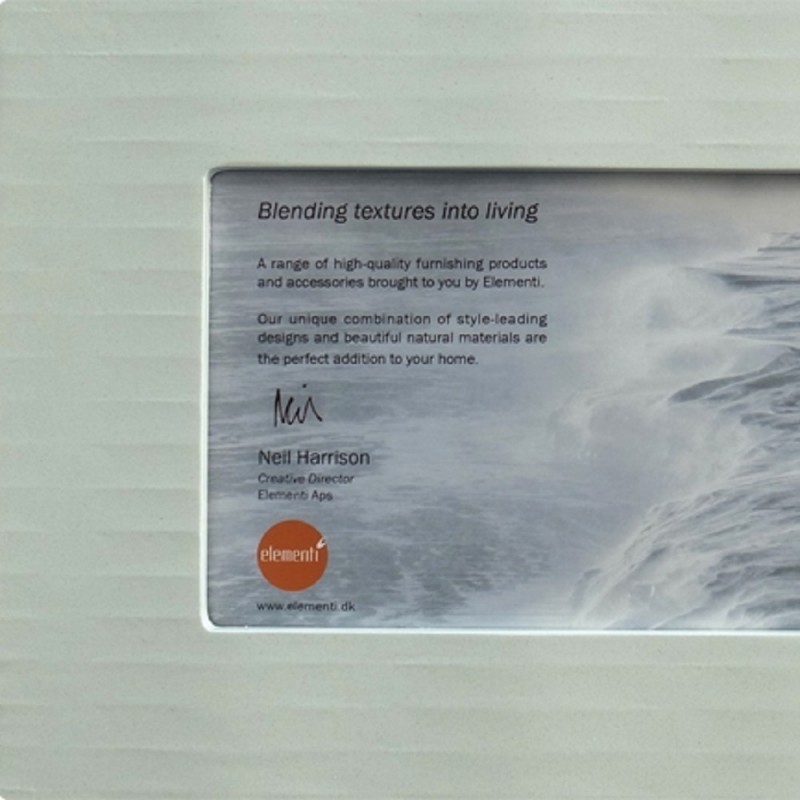 Blending textures into living
A range of high-quality furnishing products
and accessories brought to you by Elementi.
Our unique combination of style-leading
designs and beautiful natural materials are
the perfect addition to your home.
Neil
Neil Harrison
Creative Director
Elementi Aps
elementi
www.elementi.dk